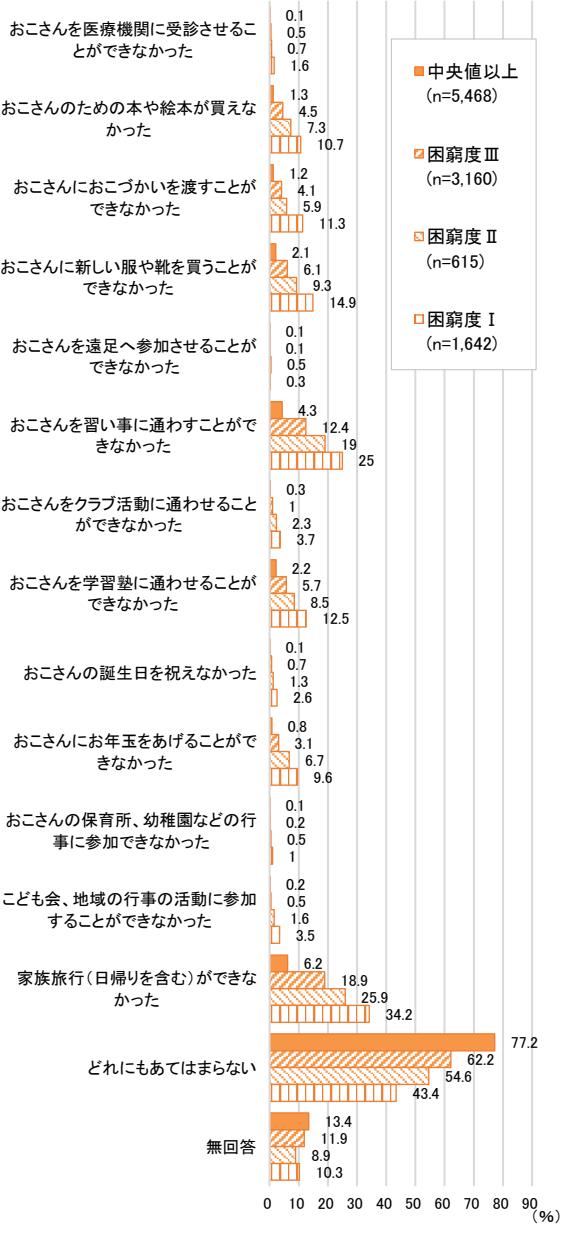 おこさんを医療機関に受診させるこ
とができなかった
0.1
0.5
0.7
1.6
おこさんのための本や絵本が買えな
かった
1.3
4.5
7.3
10.7
おこさんにおこづかいを渡すことが
できなかった
1.2
4.1
5.9
11.3
おこさんに新しい服や靴を買うことが
できなかった
2.1
6.1
9.3
14.9
おこさんを遠足へ参加させることが
できなかった
0.1
0.1
0.5
0.3
おこさんを習い事に通わすことがで
きなかった
4.3
12.4
19
25
おこさんをクラブ活動に通わせること
ができなかった
0.3
1
2.3
3.7
おこさんを学習塾に通わせることが
できなかった
2.2
5.7
8.5
12.5
おこさんの誕生日を祝えなかった
0.1
0.7
1.3
2.6
おこさんにお年玉をあげることがで
きなかった
0.8
3.1
6.7
9.6
おこさんの保育所、幼稚園などの行
事に参加できなかった
0.1
0.2
0.5
1
こども会、地域の行事の活動に参加
することができなかった
0.2
0.5
1.6
3.5
家族旅行（日帰りを含む）ができな
かった
6.2
18.9
25.9
34.2
どれにもあてはまらない
77.2
62.2
54.6
43.4
無回答
13.4
11.9
8.9
10.3
0 10 20 30 40 50 60 70 80 90
（%）
中央値以上
（n=5,468）
困窮度Ⅲ
（n=3,160）
困窮度Ⅱ
（n=615）
困窮度Ⅰ
（n=1,642）